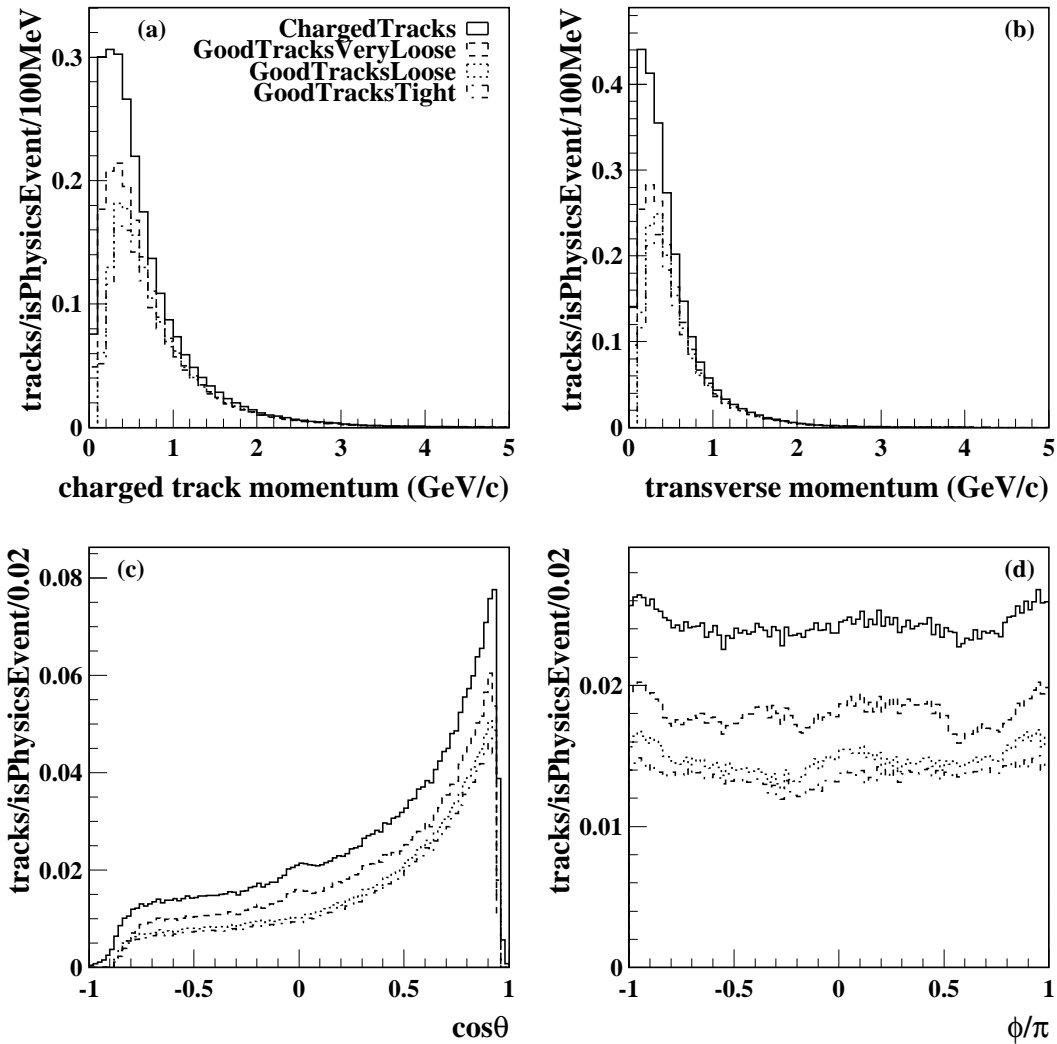 (a)
ChargedTracks
GoodTracksVeryLoose
GoodTracksLoose
GoodTracksTight
tracks/isPhysicsEvent/100MeV
0.3
0.2
0.1
0
0 1 2 3 4 5
charged track momentum (GeV/c)
(b)
tracks/isPhysicsEvent/100MeV
0.4
0.3
0.2
0.1
0
0 1 2 3 4 5
transverse momentum (GeV/c)
(c)
tracks/isPhysicsEvent/0.02
0.08
0.06
0.04
0.02
0
-1 -0.5 0 0.5 1
cosθ
(d)
tracks/isPhysicsEvent/0.02
0.02
0.01
0
-1 -0.5 0 0.5 1
ϕ/π